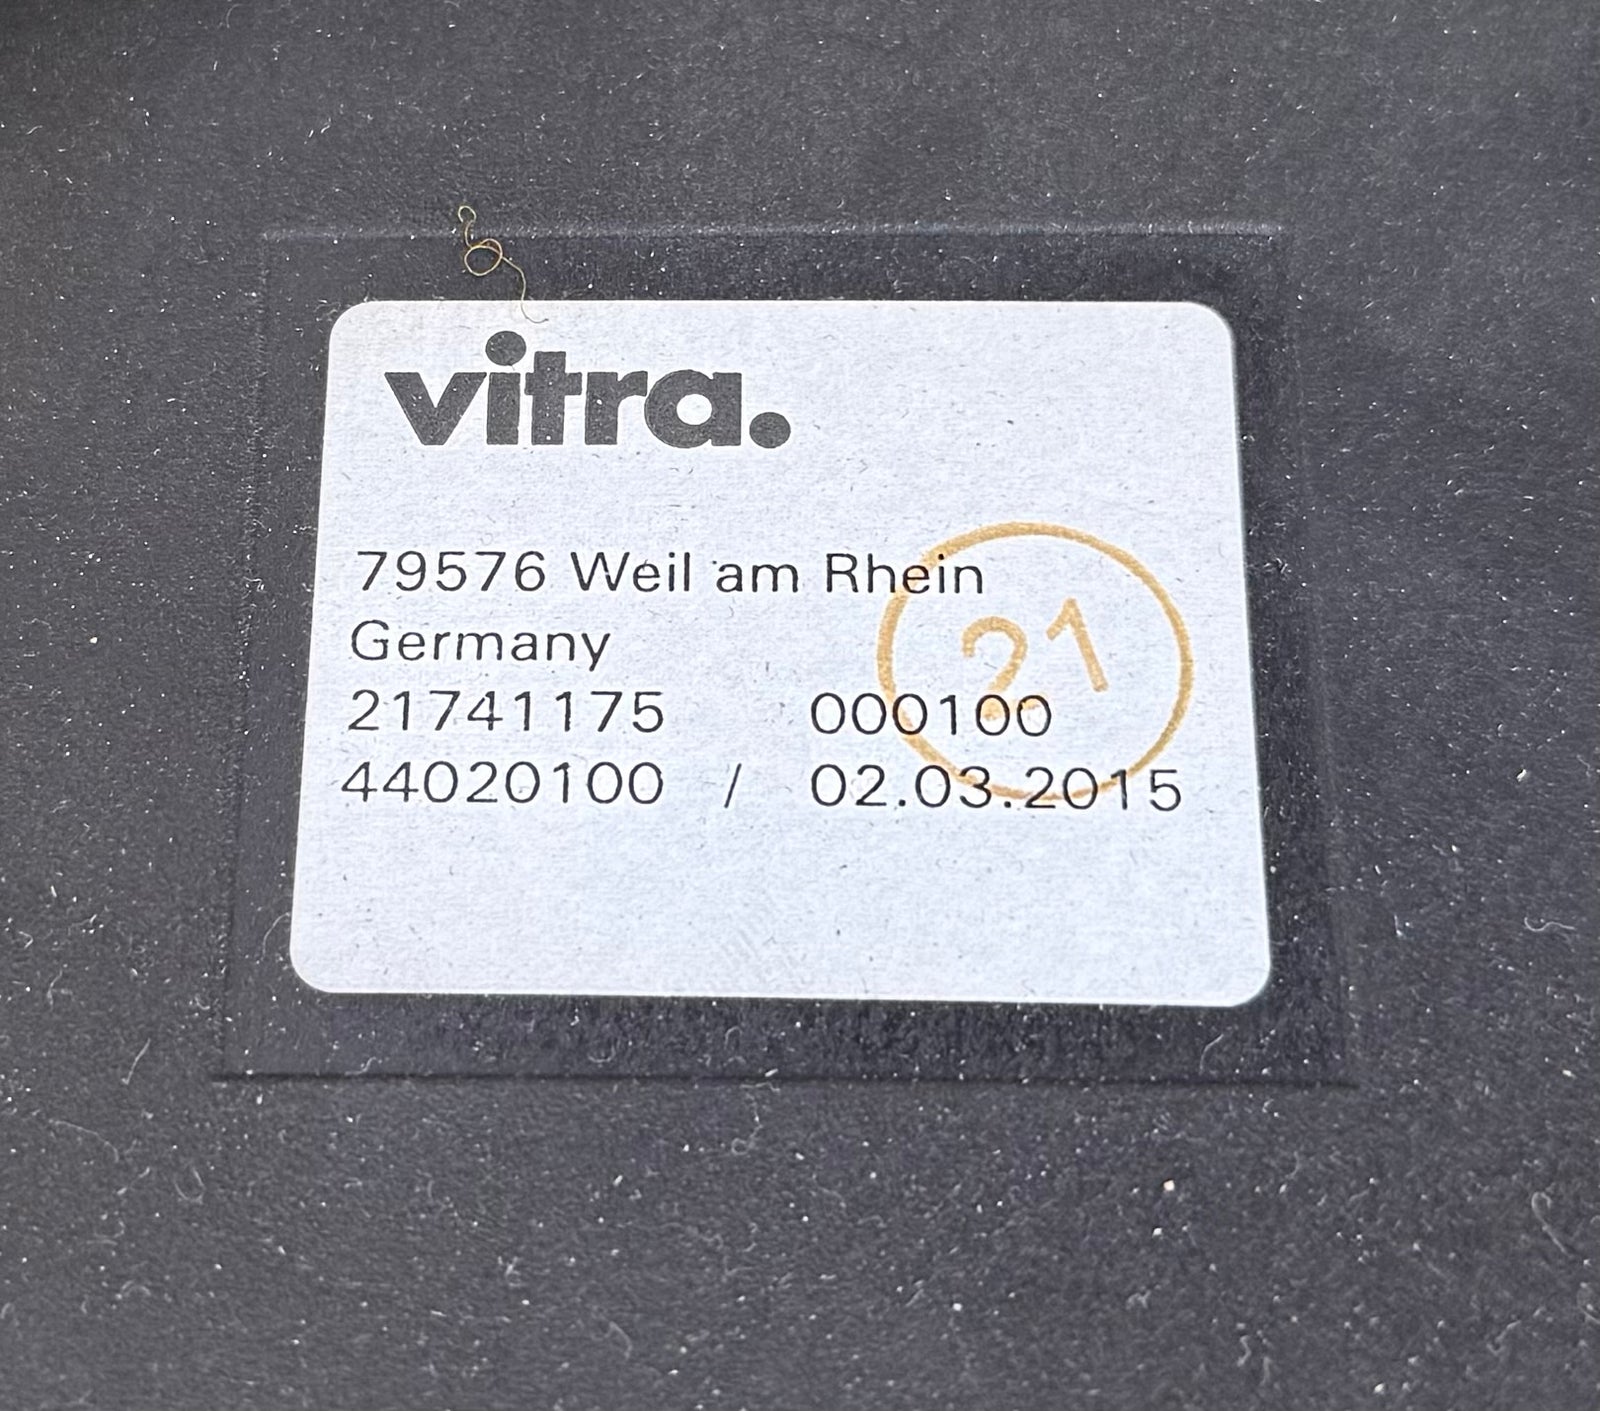 vitra.
79576 Weil am Rhein
Germany
21741175 000100
44020100 / 02.03.2015
21